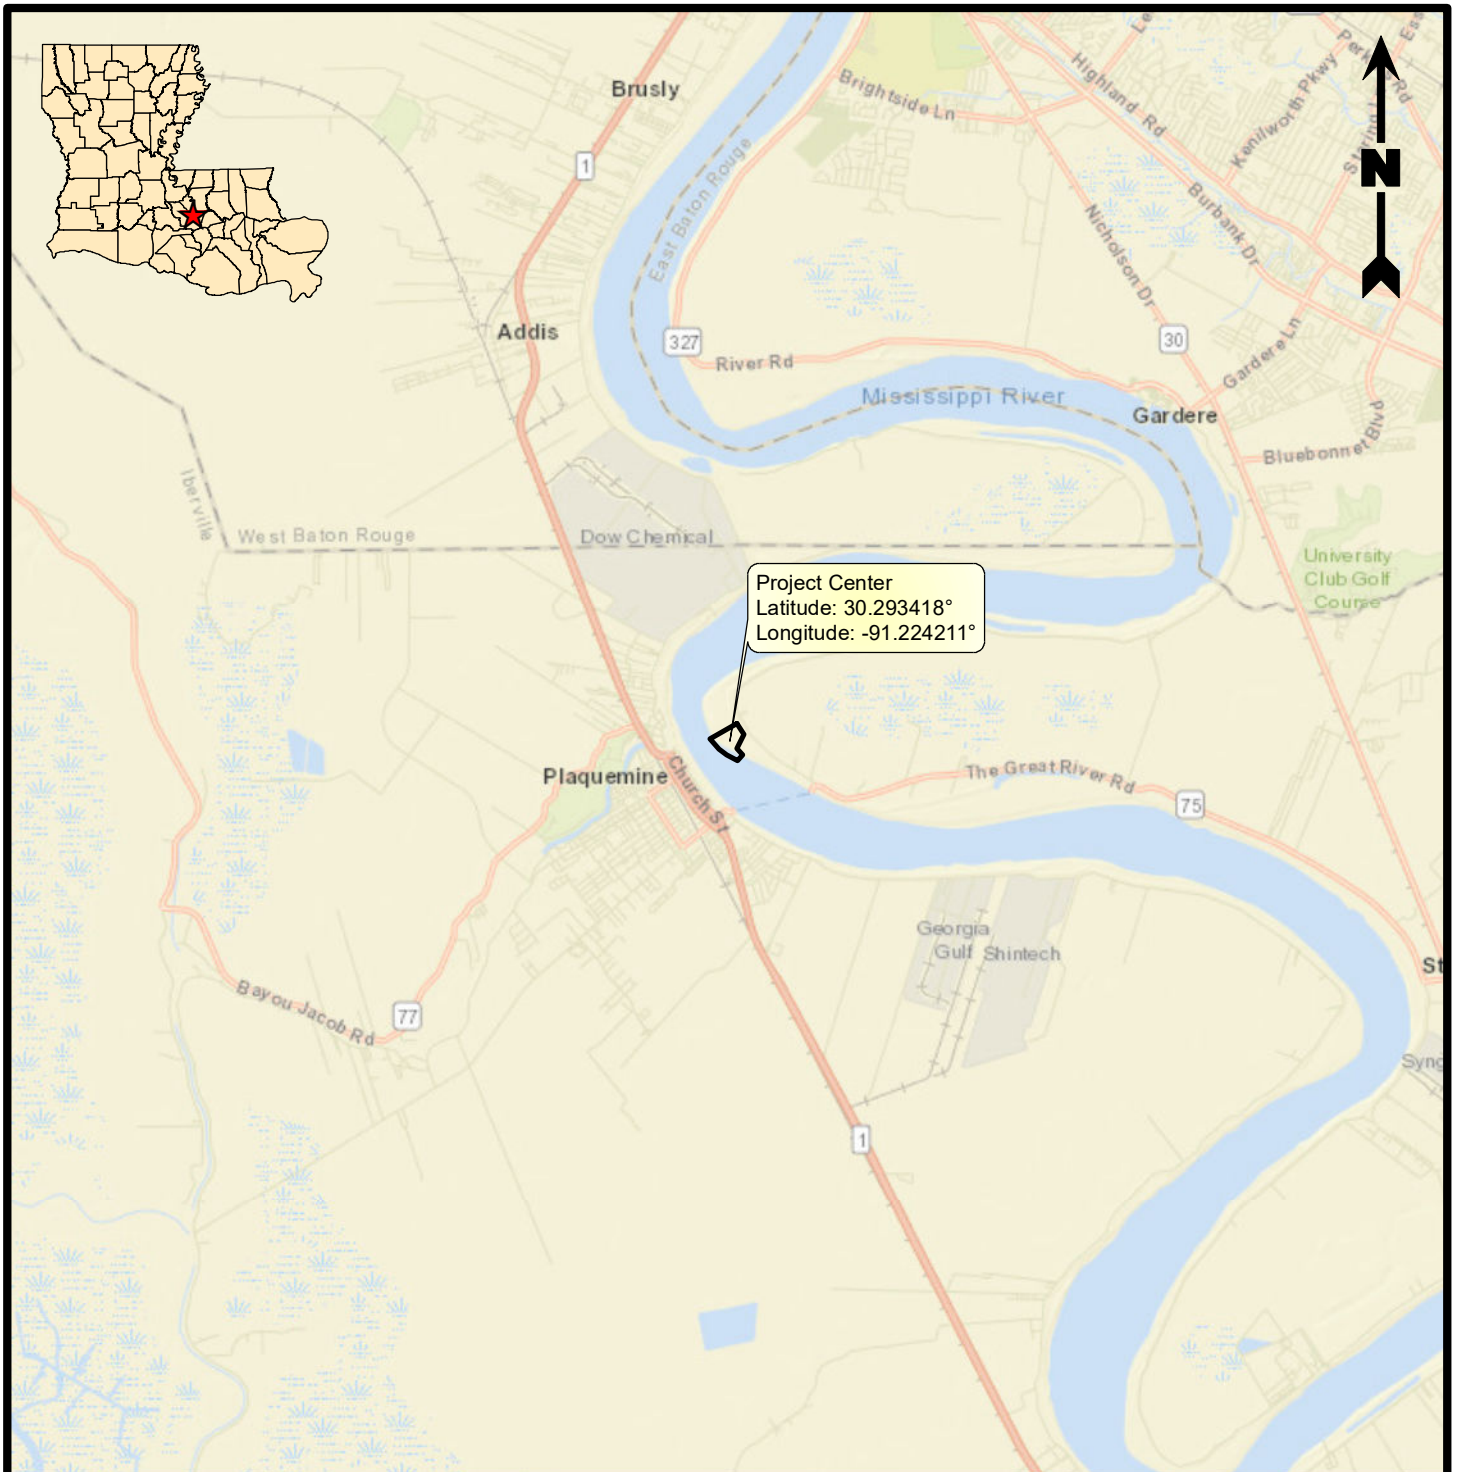 Brusly
Brightside Ln
Highland Rd
Kenilworth Pkwy
Burbank Dr
Nicholson Dr
N
1
East Baton Rouge
Addis
327
River Rd
30
Gardere Ln
Mississippi River
Gardere
Bluebonnet Blvd
Iberville
West Baton Rouge
Dow Chemical
University
Club Golf
Course
Project Center
Latitude: 30.293418°
Longitude: -91.224211°
Plaquemine
Church St
The Great River Rd
75
Georgia
Gulf
Shintech
St
Bayou Jacob Rd
77
Syng
1